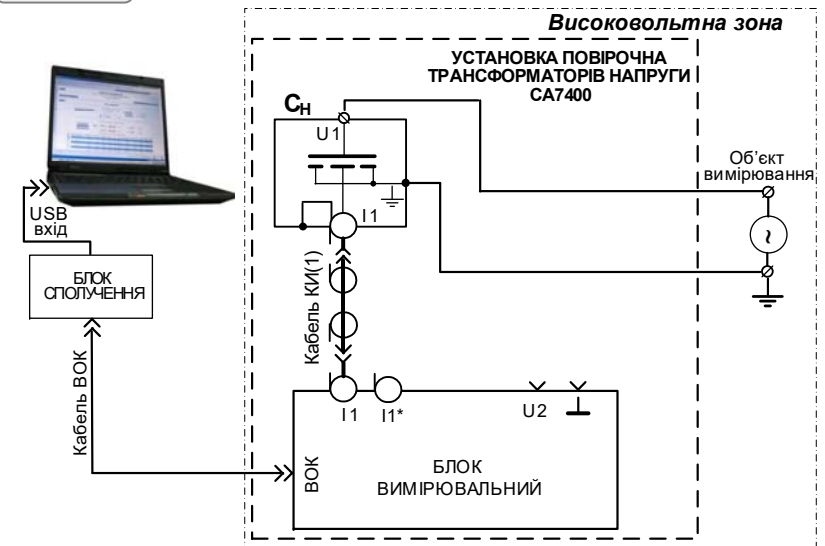 Високовольтна зона
УСТАНОВКА ПОВІРОЧНА
ТРАНСФОРМАТОРІВ НАПРУГИ
СА7400
Сн
U1
I1
Об'єкт
вимірювання
~
USB
вхід
БЛОК
СПОЛУЧЕННЯ
Кабель КИ(1)
Кабель ВОК
I1
I1*
U2
ВОК
БЛОК
ВИМІРЮВАЛЬНИЙ